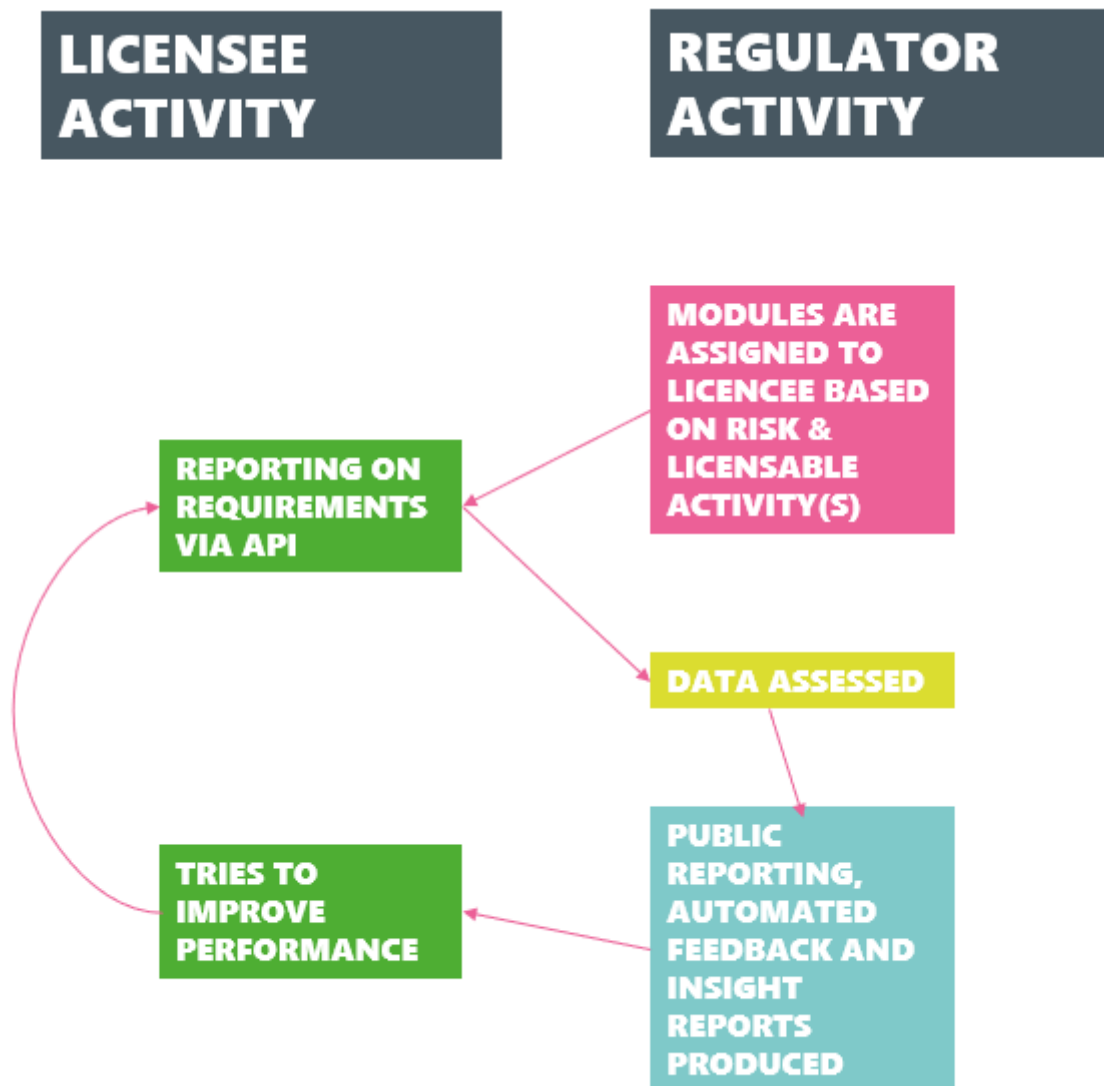 LICENSEE
ACTIVITY
REGULATOR
ACTIVITY
MODULES ARE
ASSIGNED TO
LICENCEE BASED
ON RISK &
LICENSABLE
ACTIVITY(S)
REPORTING ON
REQUIREMENTS
VIA API
DATA ASSESSED
PUBLIC
REPORTING,
AUTOMATED
FEEDBACK AND
INSIGHT
REPORTS
PRODUCED
TRIES TO
IMPROVE
PERFORMANCE